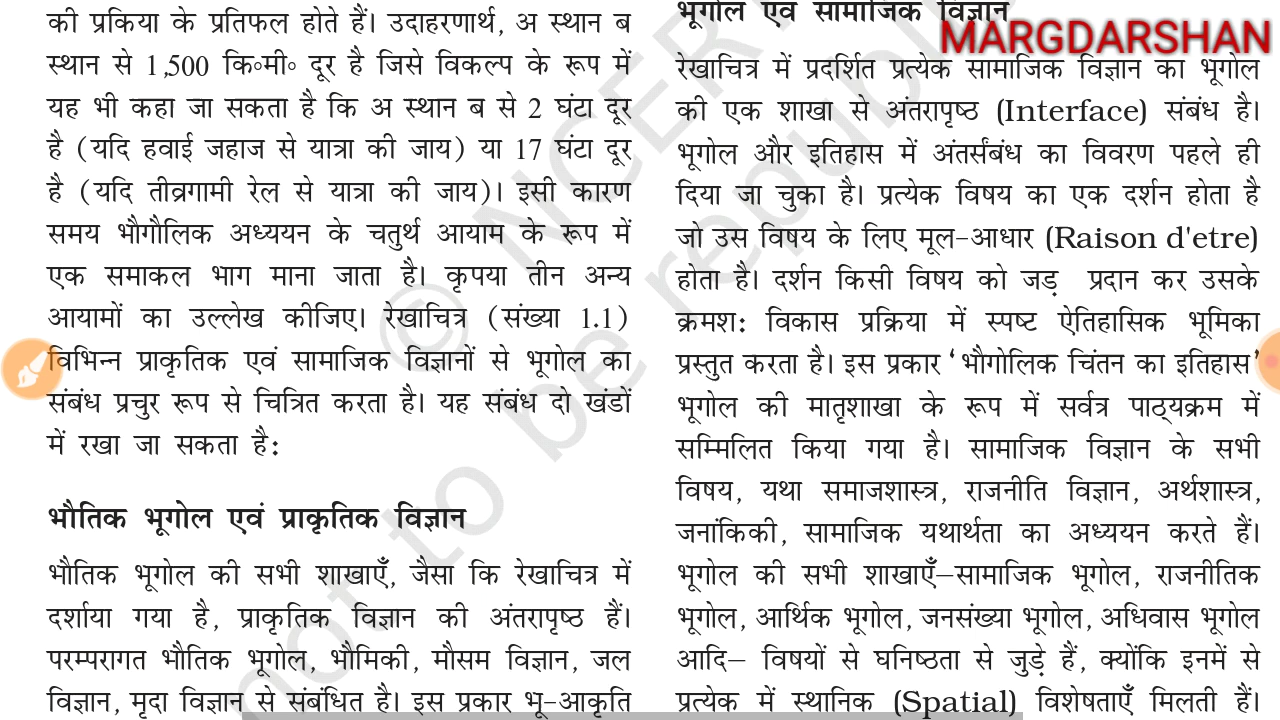 की प्रकिया के प्रतिफल होते हैं। उदाहरणार्थ, अ स्थान ब
स्थान से 1,500 कि॰मी॰ दूर है जिसे विकल्प के रूप में
यह भी कहा जा सकता है कि अ स्थान ब से 2 घंटा दूर
है (यदि हवाई जहाज से यात्रा की जाय) या 17 घंटा दूर
है (यदि तीव्रगामी रेल से यात्रा की जाय)। इसी कारण
समय भौगौलिक अध्ययन के चतुर्थ आयाम के रूप में
एक समाकल भाग माना जाता है। कृपया तीन अन्य
आयामों का उल्लेख कीजिए। रेखाचित्र (संख्या 1.1)
विभिन्न प्राकृतिक एवं सामाजिक विज्ञानों से भूगोल का
संबंध प्रचुर रूप से चित्रित करता है। यह संबंध दो खंडों
में रखा जा सकता है:
भौतिक भूगोल एवं प्राकृतिक विज्ञान
भौतिक भूगोल की सभी शाखाएँ, जैसा कि रेखाचित्र में
दर्शाया गया है, प्राकृतिक विज्ञान की अंतरापृष्ठ हैं।
परम्परागत भौतिक भूगोल, भौमिकी, मौसम विज्ञान, जल
विज्ञान, मृदा विज्ञान से संबंधित है। इस प्रकार भू-आकृति
भूगोल एवं सामाजिक विज्ञान
MARGDARSHAN
रेखाचित्र में प्रदर्शित प्रत्येक सामाजिक विज्ञान का भूगोल
की एक शाखा से अंतरापृष्ठ (Interface) संबंध है।
भूगोल और इतिहास में अंतर्संबंध का विवरण पहले ही
दिया जा चुका है। प्रत्येक विषय का एक दर्शन होता है
जो उस विषय के लिए मूल-आधार (Raison d'etre)
होता है। दर्शन किसी विषय को जड़ प्रदान कर उसके
क्रमश: विकास प्रक्रिया में स्पष्ट ऐतिहासिक भूमिका
प्रस्तुत करता है। इस प्रकार ‘भौगोलिक चिंतन का इतिहास’
भूगोल की मातृशाखा के रूप में सर्वत्र पाठ्यक्रम में
सम्मिलित किया गया है। सामाजिक विज्ञान के सभी
विषय, यथा समाजशास्त्र, राजनीति विज्ञान, अर्थशास्त्र,
जनांकिकी, सामाजिक यथार्थता का अध्ययन करते हैं।
भूगोल की सभी शाखाएँ–सामाजिक भूगोल, राजनीतिक
भूगोल, आर्थिक भूगोल, जनसंख्या भूगोल, अधिवास भूगोल
आदि– विषयों से घनिष्ठता से जुड़े हैं, क्योंकि इनमें से
प्रत्येक में स्थानिक (Spatial) विशेषताएँ मिलती हैं।
© NCER
not to be republi